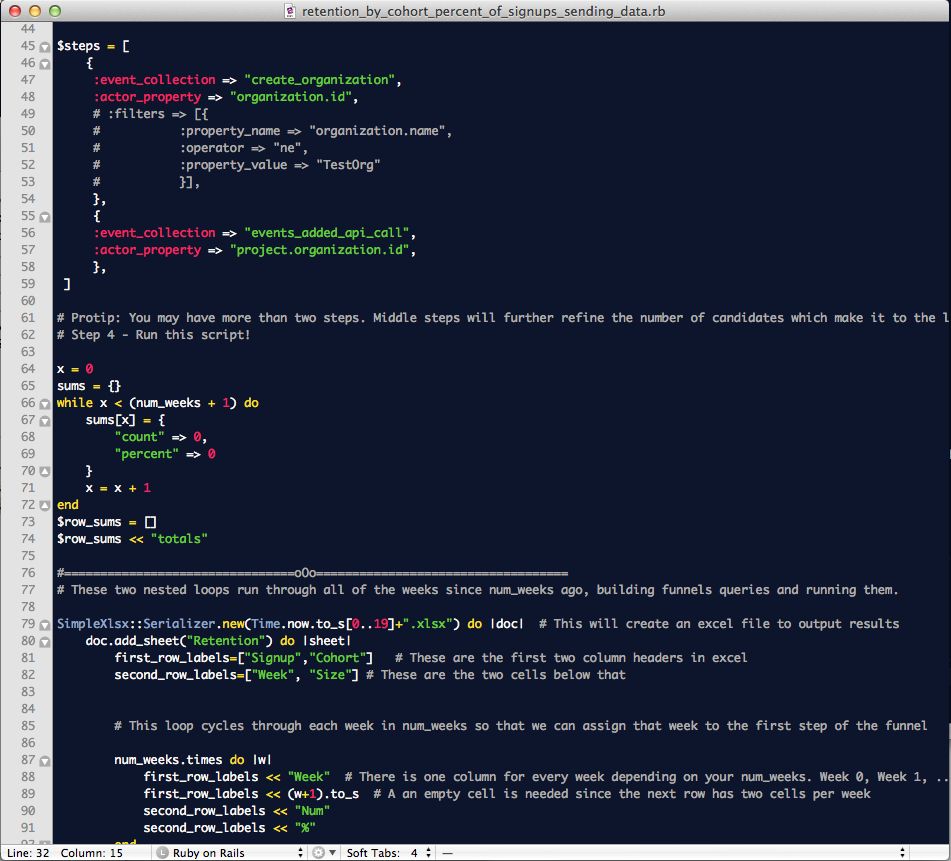 retention_by_cohort_percent_of_signups_sending_data.rb
44
45 $steps = [
46 {
47 :event_collection => "create_organization",
48 :actor_property => "organization.id",
49 # :filters => [{
50 # :property_name => "organization.name",
51 # :operator => "ne",
52 # :property_value => "TestOrg"
53 # }],
54 },
55 {
56 :event_collection => "events_added_api_call",
57 :actor_property => "project.organization.id",
58 },
59 ]
60
61 # Protip: You may have more than two steps. Middle steps will further refine the number of candidates which make it to the l
62 # Step 4 - Run this script!
63
64 x = 0
65 sums = {}
66 while x < (num_weeks + 1) do
67 sums[x] = {
68 "count" => 0,
69 "percent" => 0
70 }
71 x = x + 1
72 end
73 $row_sums = []
74 $row_sums << "totals"
75
76 #================================o0o===================================
77 # These two nested loops run through all of the weeks since num_weeks ago, building funnels queries and running them.
78
79 SimpleXlsx::Serializer.new(Time.now.to_s[0..19]+".xlsx") do |doc| # This will create an excel file to output results
80 doc.add_sheet("Retention") do |sheet|
81 first_row_labels=["Signup","Cohort"] # These are the first two column headers in excel
82 second_row_labels=["Week", "Size"] # These are the two cells below that
83
84
85 # This loop cycles through each week in num_weeks so that we can assign that week to the first step of the funnel
86
87 num_weeks.times do |w|
88 first_row_labels << "Week" # There is one column for every week depending on your num_weeks. Week 0, Week 1, ..
89 first_row_labels << (w+1).to_s # A an empty cell is needed since the next row has two cells per week
90 second_row_labels << "Num"
91 second_row_labels << "%"
92 end
Line: 32 Column: 15 Ruby on Rails Soft Tabs: 4 —